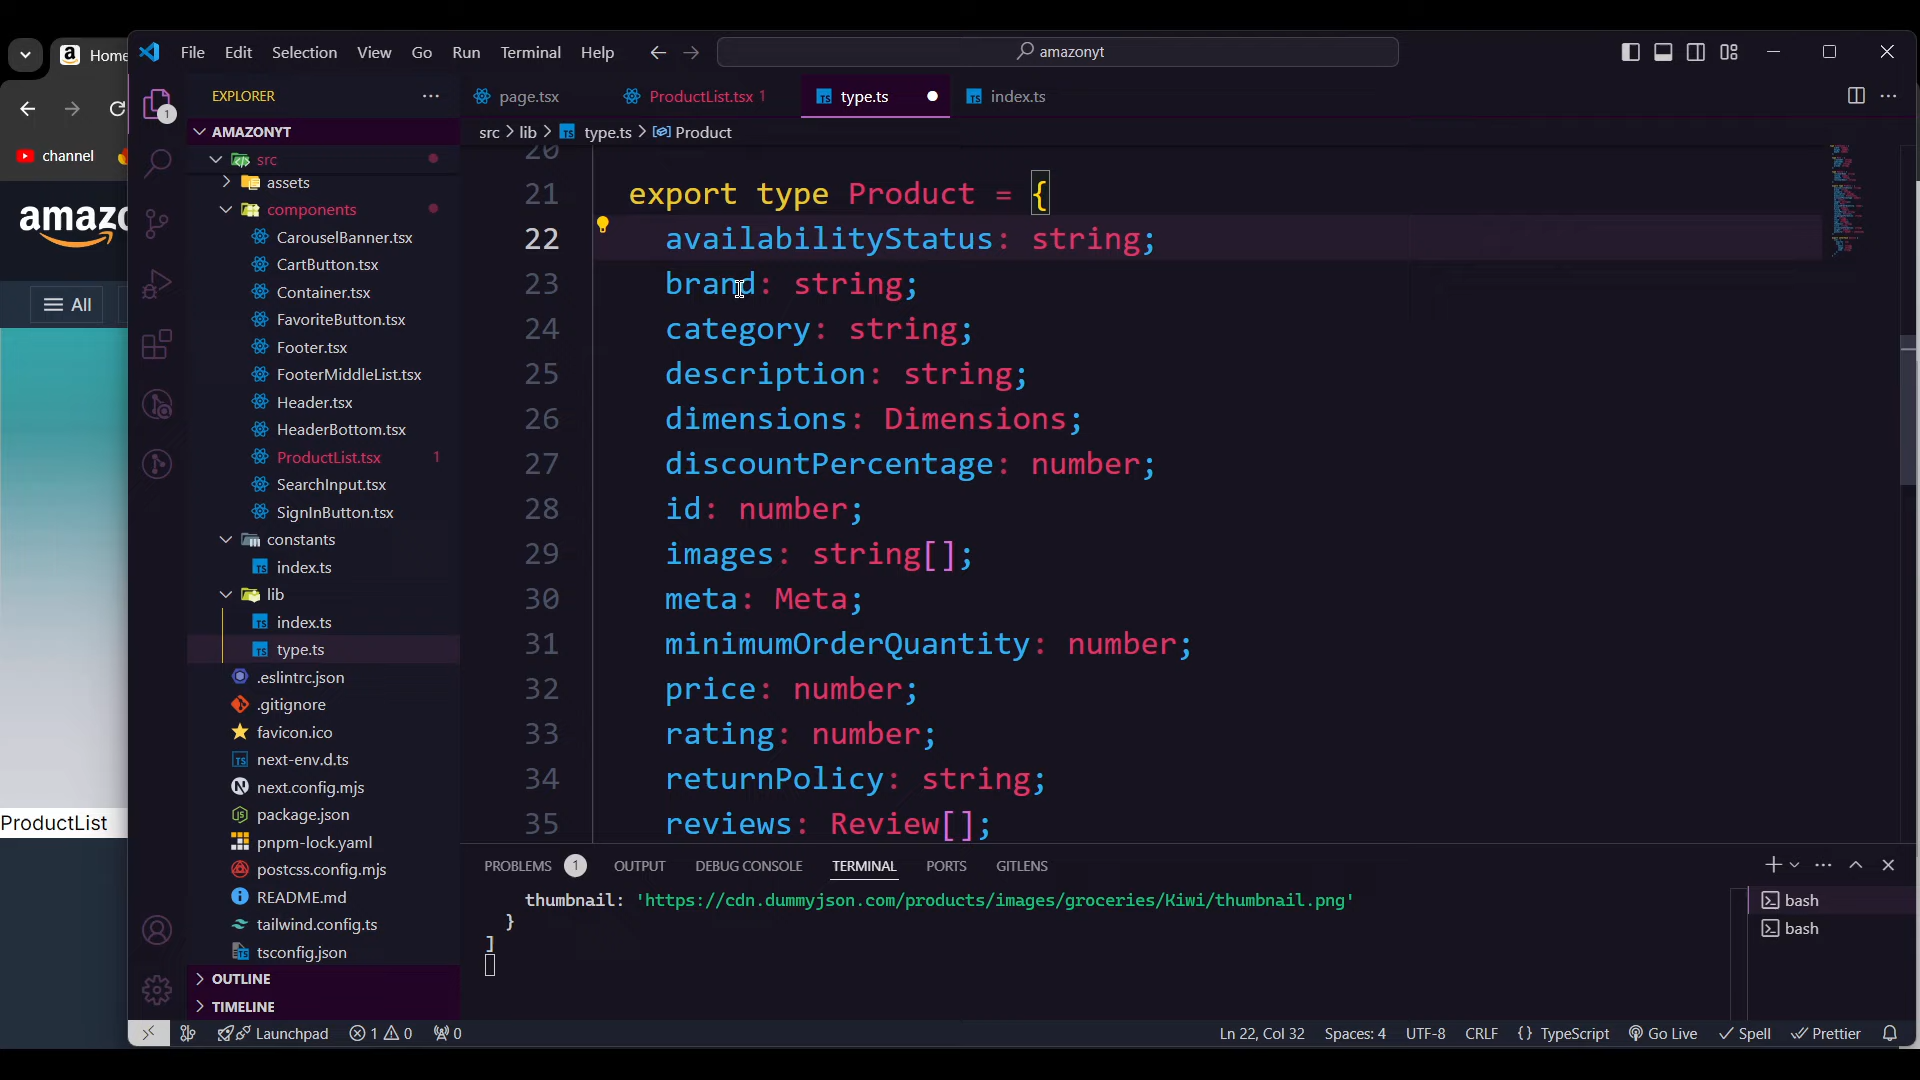 Home
File Edit Selection View Go Run Terminal Help
amazonyt
channel
EXPLORER
page.tsx
ProductList.tsx 1
type.ts
index.ts
1
src > lib > type.ts > Product
AMAZONYT
src
assets
components
CarouselBanner.tsx
CartButton.tsx
Container.tsx
FavoriteButton.tsx
Footer.tsx
FooterMiddleList.tsx
Header.tsx
HeaderBottom.tsx
ProductList.tsx 1
SearchInput.tsx
SignInButton.tsx
constants
index.ts
lib
index.ts
type.ts
.eslintrc.json
.gitignore
favicon.ico
next-env.d.ts
next.config.mjs
package.json
pnpm-lock.yaml
postcss.config.mjs
README.md
tailwind.config.ts
tsconfig.json
OUTLINE
TIMELINE
All
ProductList
20
21 export type Product = {
22 availabilityStatus: string;
23 brand: string;
24 category: string;
25 description: string;
26 dimensions: Dimensions;
27 discountPercentage: number;
28 id: number;
29 images: string[];
30 meta: Meta;
31 minimumOrderQuantity: number;
32 price: number;
33 rating: number;
34 returnPolicy: string;
35 reviews: Review[];
PROBLEMS 1 OUTPUT DEBUG CONSOLE TERMINAL PORTS GITLENS
thumbnail: 'https://cdn.dummyjson.com/products/images/groceries/Kiwi/thumbnail.png'
}
]
bash
bash
Launchpad 1 0 0
Ln 22, Col 32 Spaces: 4 UTF-8 CRLF {} TypeScript Go Live Spell Prettier